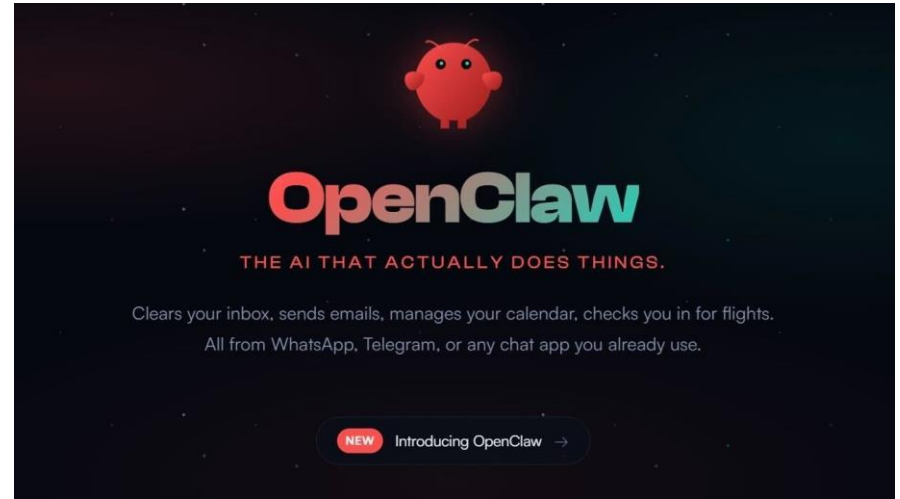 OpenClaw
THE AI THAT ACTUALLY DOES THINGS.
Clears your inbox, sends emails, manages your calendar, checks you in for flights.
All from WhatsApp, Telegram, or any chat app you already use.
NEW Introducing OpenClaw →